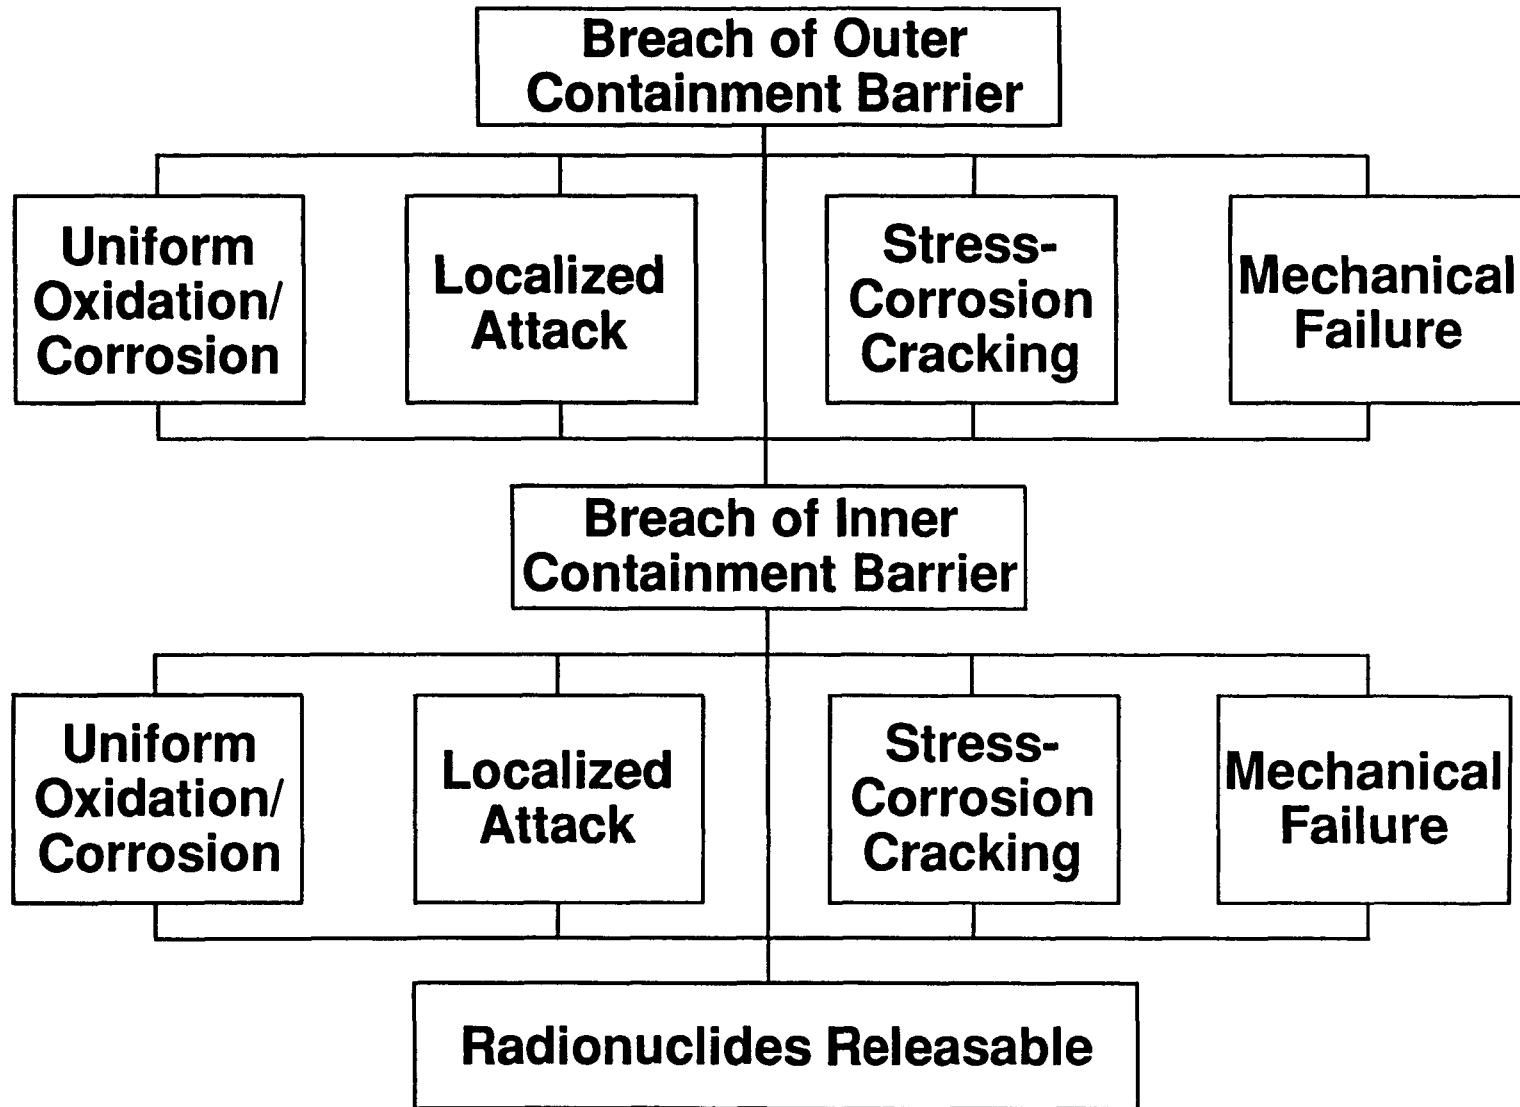 Breach of Outer
Containment Barrier
Uniform
Oxidation/
Corrosion
Localized
Attack
Stress-
Corrosion
Cracking
Mechanical
Failure
Breach of Inner
Containment Barrier
Uniform
Oxidation/
Corrosion
Localized
Attack
Stress-
Corrosion
Cracking
Mechanical
Failure
Radionuclides Releasable